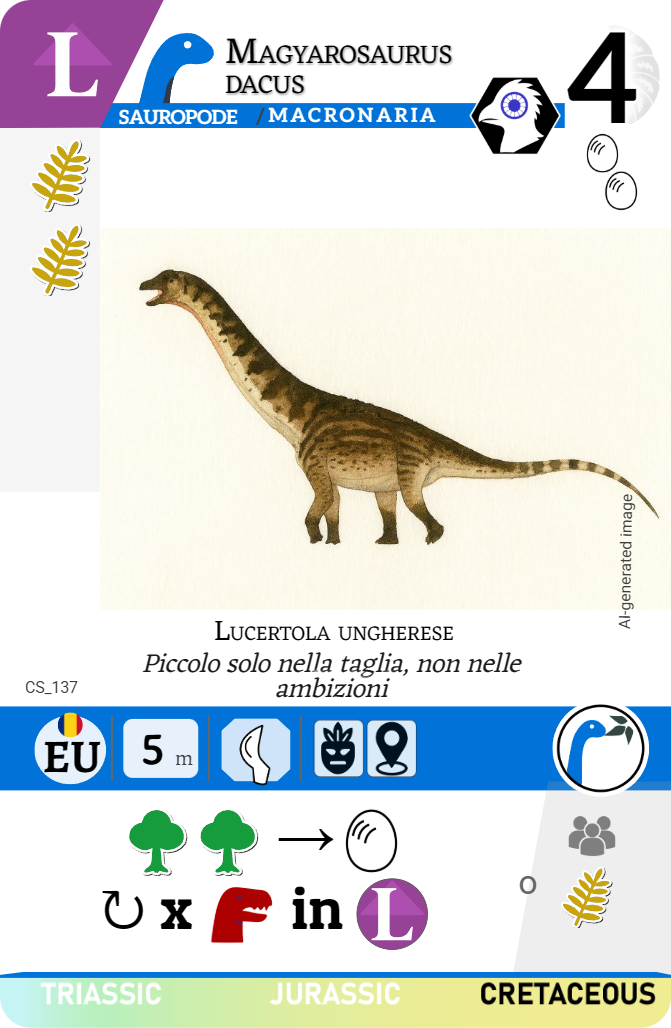 L
MAGYAROSAURUS
DACUS
4
SAUROPODE / MACRONARIA
AI-generated image
LUCERTOLA UNGHERESE
Piccolo solo nella taglia, non nelle
ambizioni
CS_137
EU
5 m
x in L
O
TRIASSIC JURASSIC CRETACEOUS